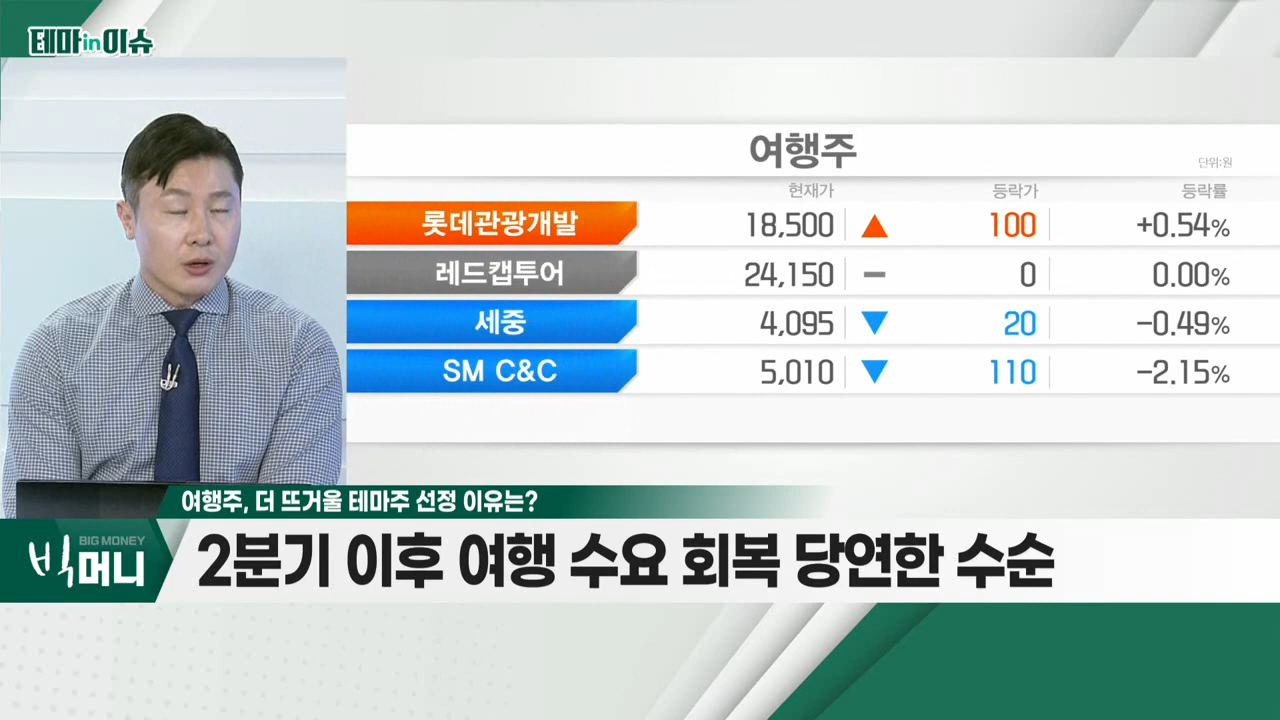 테마in이슈
여행주
단위:원
현재가 등락가 등락률
롯데관광개발 18,500 ▲ 100 +0.54%
레드캡투어 24,150 - 0 0.00%
세중 4,095 ▼ 20 -0.49%
SM C&C 5,010 ▼ 110 -2.15%
여행주, 더 뜨거울 테마주 선정 이유는?
BIG MONEY
빅머니
2분기 이후 여행 수요 회복 당연한 수순